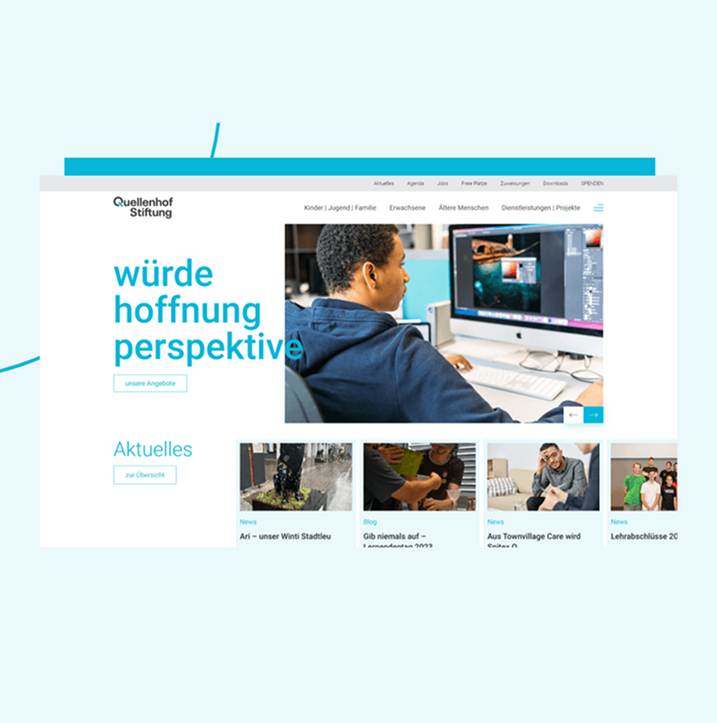 Aktuelles Agenda Jobs Freie Plätze Zuweisungen Downloads SPENDEN
Quellenhof
Stiftung
Kinder | Jugend | Familie Erwachsene Ältere Menschen Dienstleistungen | Projekte
würde
hoffnung
perspektive
unsere Angebote
Aktuelles
zur Übersicht
News
Ari – unser Winti Stadtleu
Blog
Gib niemals auf –
Lernendentag 2023
News
Aus Townvillage Care wird
Spitex Q
News
Lehrabschlüsse 20